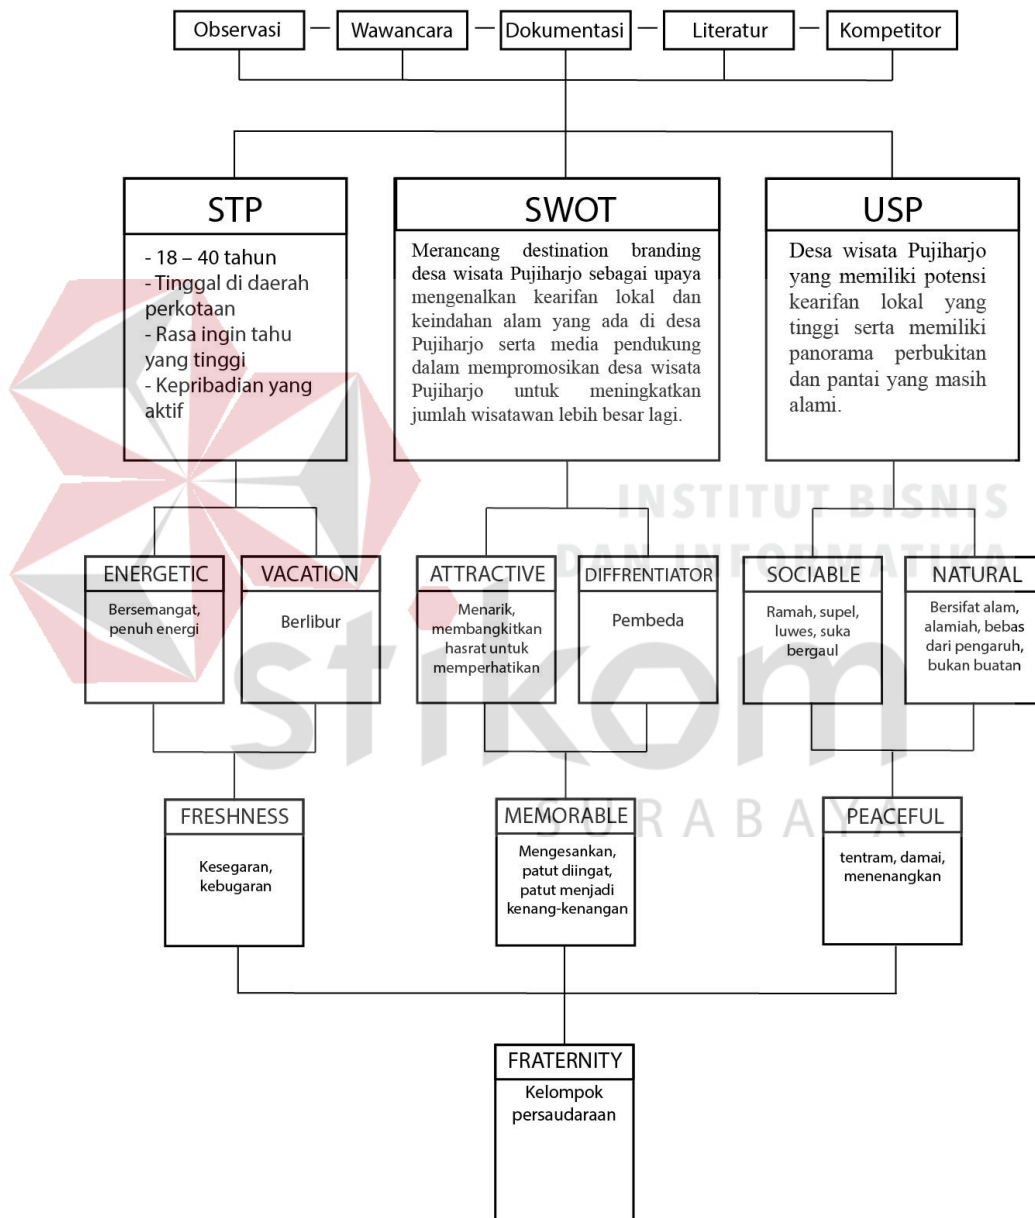 Observasi — Wawancara — Dokumentasi — Literatur — Kompetitor
STP
- 18 – 40 tahun
- Tinggal di daerah
perkotaan
- Rasa ingin tahu
yang tinggi
- Kepribadian yang
aktif
SWOT
Merancang destination branding
desa wisata Pujiharjo sebagai upaya
mengenalkan kearifan lokal dan
keindahan alam yang ada di desa
Pujiharjo serta media pendukung
dalam mempromosikan desa wisata
Pujiharjo untuk meningkatkan
jumlah wisatawan lebih besar lagi.
USP
Desa wisata Pujiharjo
yang memiliki potensi
kearifan lokal yang
tinggi serta memiliki
panorama perbukitan
dan pantai yang masih
alami.
INSTITUT BISNIS
DAN INFORMATIKA
ENERGETIC
Bersemangat,
penuh energi
VACATION
Berlibur
ATTRACTIVE
Menarik,
membangkitkan
hasrat untuk
memperhatikan
DIFFRENTIATOR
Pembeda
SOCIABLE
Ramah, supel,
luwes, suka
bergaul
NATURAL
Bersifat alam,
alamiah, bebas
dari pengaruh,
bukan buatan
stikom
SURABAYA
FRESHNESS
Kesegaran,
kebugaran
MEMORABLE
Mengesankan,
patut diingat,
patut menjadi
kenang-kenangan
PEACEFUL
tentram, damai,
menenangkan
FRATERNITY
Kelompok
persaudaraan